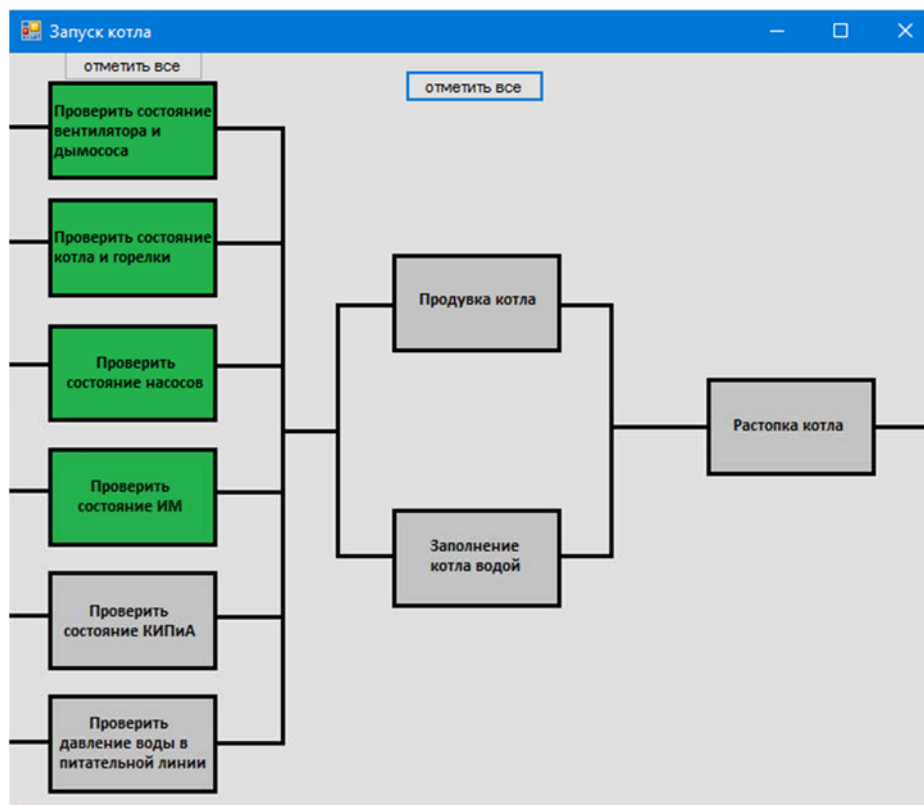 Запуск котла
отметить все
отметить все
Проверить состояние
вентилятора и
дымососа
Проверить состояние
котла и горелки
Проверить
состояние насосов
Проверить
состояние ИМ
Проверить
состояние КИПиА
Проверить
давление воды в
питательной линии
Продувка котла
Заполнение
котла водой
Растопка котла